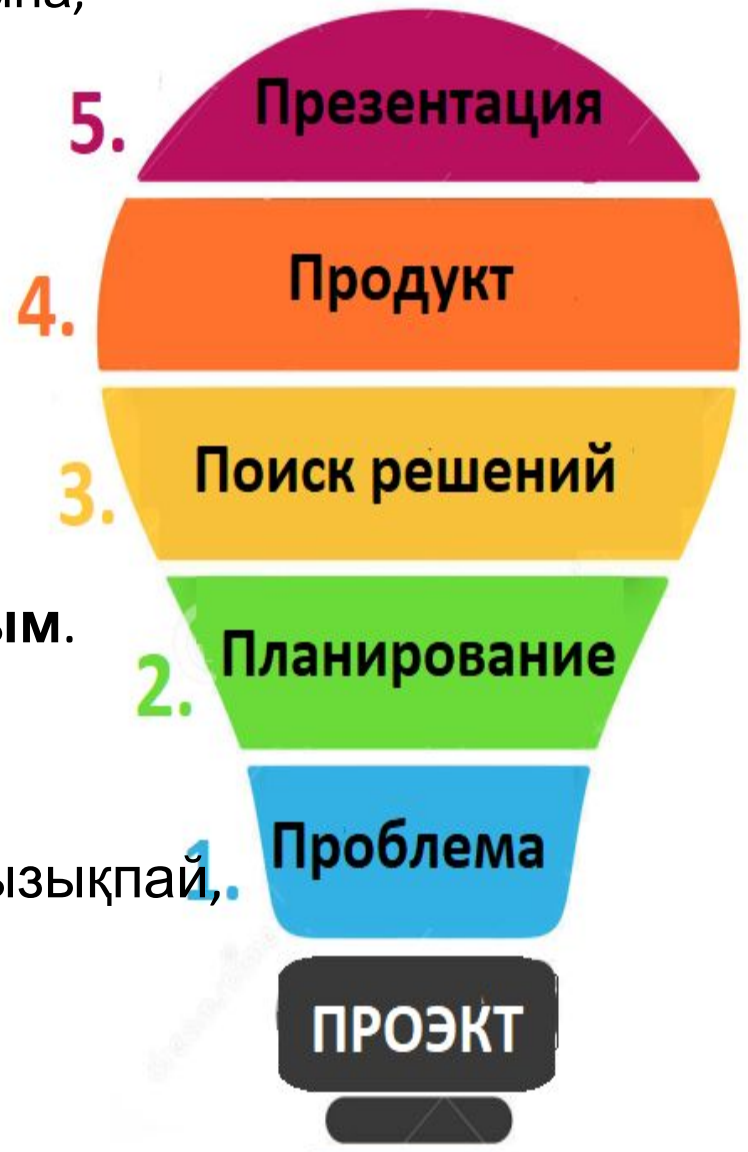 5. Презентация
4. Продукт
3. Поиск решений
2. Планирование
1. Проблема
ПРОЭКТ